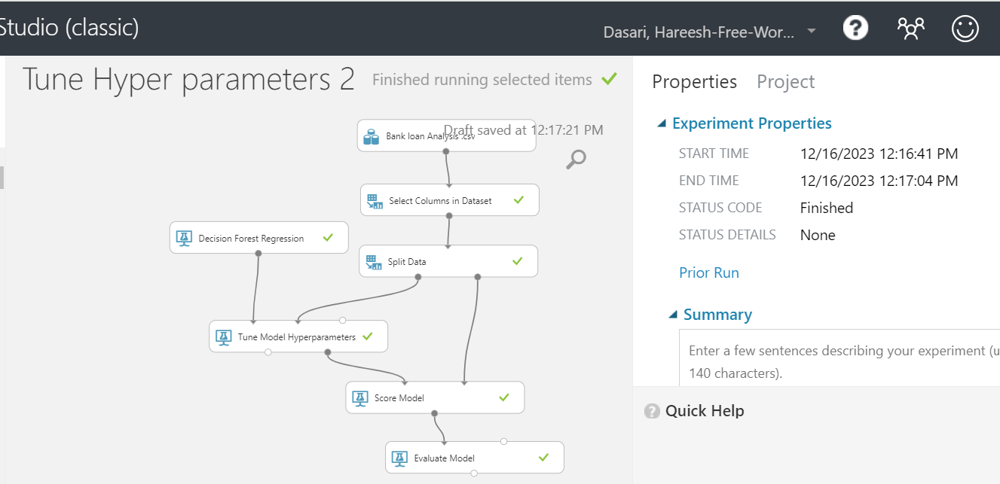 Studio (classic)
Dasari, Hareesh-Free-Wor...
?
Tune Hyper parameters 2
Finished running selected items
Properties
Project
Draft saved at 12:17:21 PM
Bank loan Analysis .csv
Select Columns in Dataset
Decision Forest Regression
Split Data
Tune Model Hyperparameters
Score Model
Evaluate Model
Experiment Properties
START TIME 12/16/2023 12:16:41 PM
END TIME 12/16/2023 12:17:04 PM
STATUS CODE Finished
STATUS DETAILS None
Prior Run
Summary
Enter a few sentences describing your experiment (u
140 characters).
? Quick Help